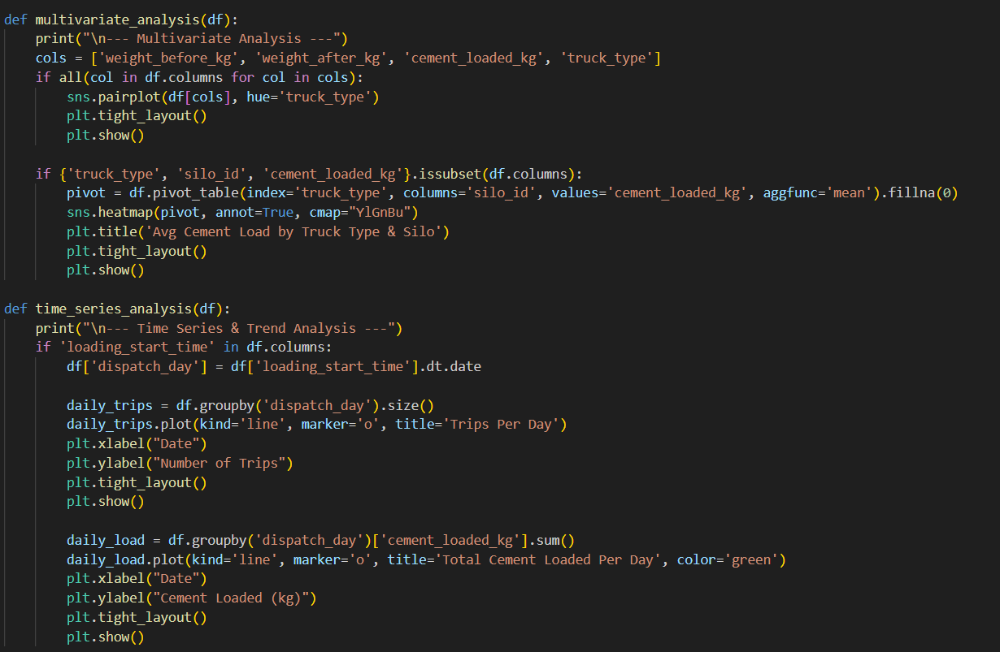 def multivariate_analysis(df):
    print("\n--- Multivariate Analysis ---")
    cols = ['weight_before_kg', 'weight_after_kg', 'cement_loaded_kg', 'truck_type']
    if all(col in df.columns for col in cols):
        sns.pairplot(df[cols], hue='truck_type')
        plt.tight_layout()
        plt.show()

    if {'truck_type', 'silo_id', 'cement_loaded_kg'}.issubset(df.columns):
        pivot = df.pivot_table(index='truck_type', columns='silo_id', values='cement_loaded_kg', aggfunc='mean').fillna(0)
        sns.heatmap(pivot, annot=True, cmap="YlGnBu")
        plt.title('Avg Cement Load by Truck Type & Silo')
        plt.tight_layout()
        plt.show()

def time_series_analysis(df):
    print("\n--- Time Series & Trend Analysis ---")
    if 'loading_start_time' in df.columns:
        df['dispatch_day'] = df['loading_start_time'].dt.date

        daily_trips = df.groupby('dispatch_day').size()
        daily_trips.plot(kind='line', marker='o', title='Trips Per Day')
        plt.xlabel("Date")
        plt.ylabel("Number of Trips")
        plt.tight_layout()
        plt.show()

        daily_load = df.groupby('dispatch_day')['cement_loaded_kg'].sum()
        daily_load.plot(kind='line', marker='o', title='Total Cement Loaded Per Day', color='green')
        plt.xlabel("Date")
        plt.ylabel("Cement Loaded (kg)")
        plt.tight_layout()
        plt.show()